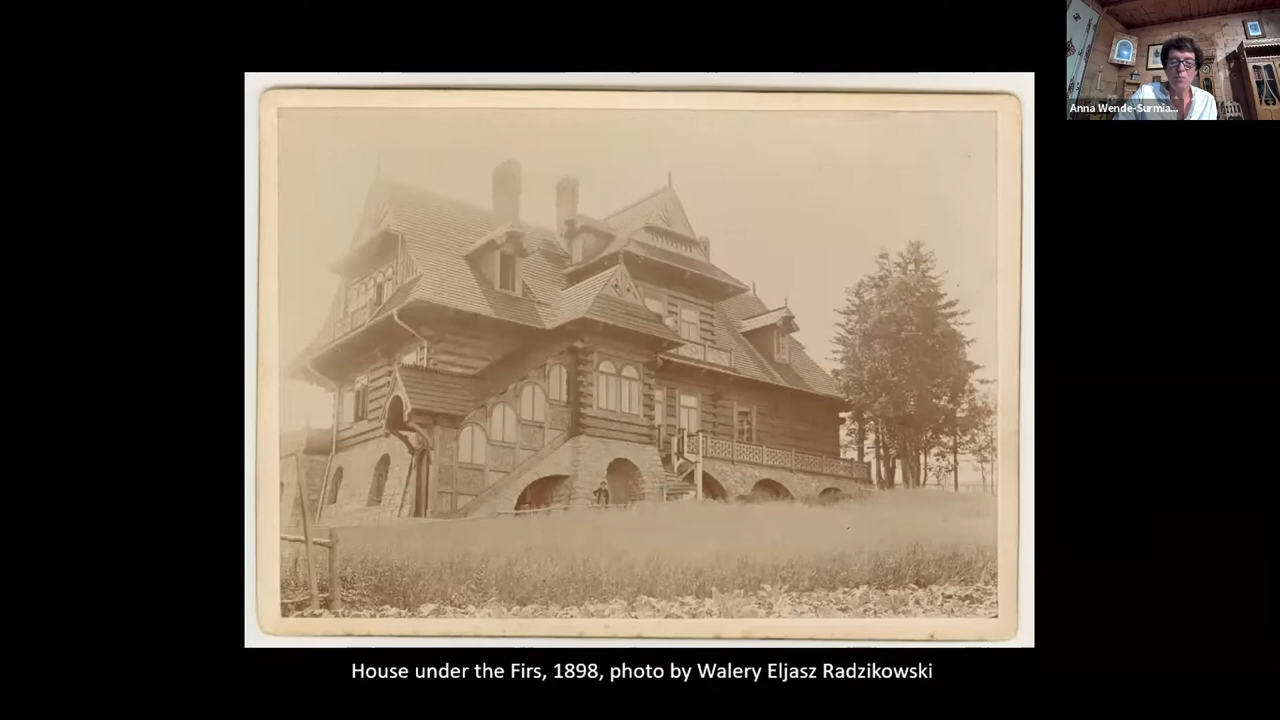 Anna Wende-Surmia...
House under the Firs, 1898, photo by Walery Eljasz Radzikowski